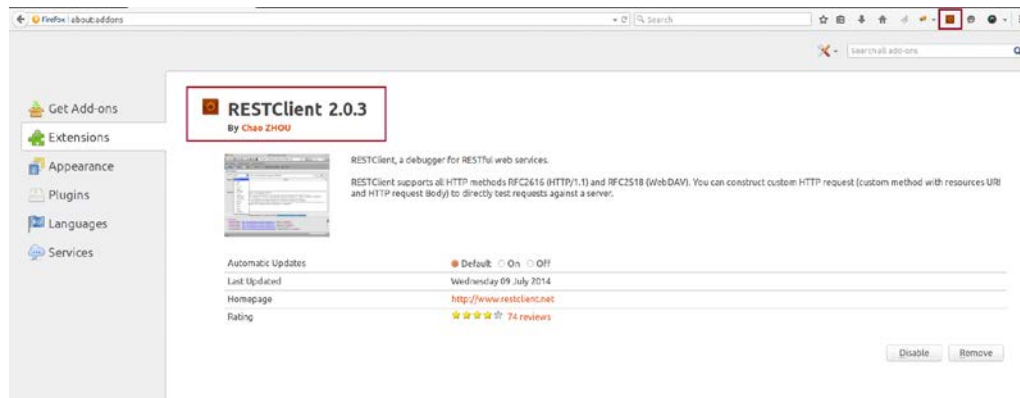 Firefox about:addons
Search
Search all add-ons
Get Add-ons
Extensions
Appearance
Plugins
Languages
Services
RESTClient 2.0.3
By Chao ZHOU
RESTClient, a debugger for RESTful web services.
RESTClient supports all HTTP methods RFC2616 (HTTP/1.1) and RFC2518 (WebDAV). You can construct custom HTTP request (custom method with resources URI
and HTTP request Body) to directly test requests against a server.
Automatic Updates Default On Off
Last Updated Wednesday 09 July 2014
Homepage http://www.restclient.net
Rating 74 reviews
Disable Remove